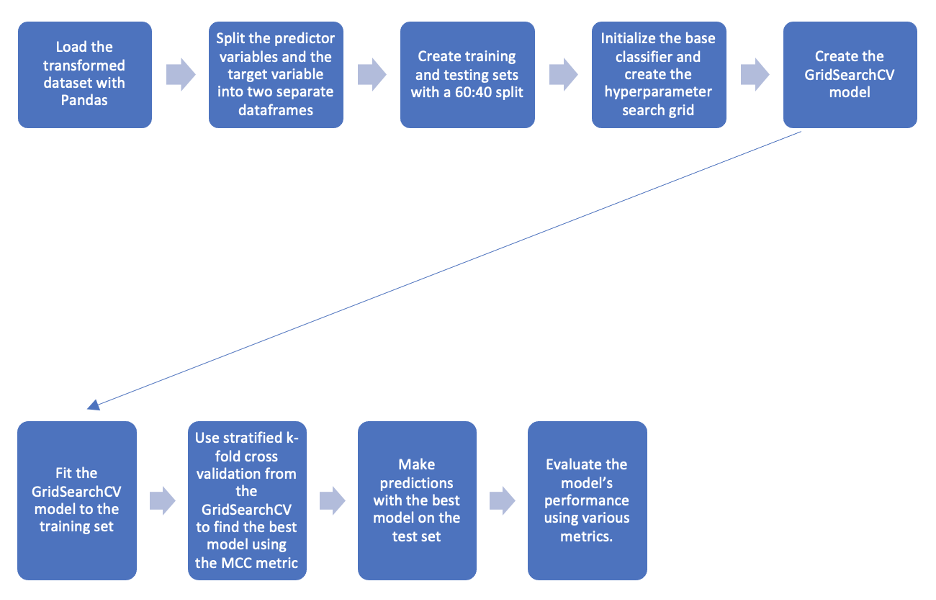 Load the
transformed
dataset with
Pandas
Split the predictor
variables and the
target variable
into two separate
dataframes
Create training
and testing sets
with a 60:40 split
Initialize the base
classifier and
create the
hyperparameter
search grid
Create the
GridSearchCV
model
Fit the
GridSearchCV
model to the
training set
Use stratified k-
fold cross
validation from
the
GridSearchCV
to find the best
model using
the MCC metric
Make
predictions
with the best
model on the
test set
Evaluate the
model’s
performance
using various
metrics.